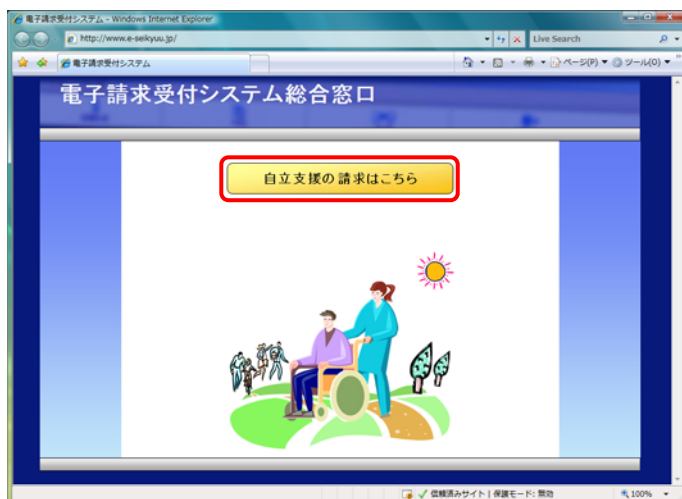 電子請求受付システム - Windows Internet Explorer
http://www.e-seikyuu.jp/
Live Search
電子請求受付システム
ページ(P)
ツール(O)
電子請求受付システム総合窓口
自立支援の請求はこちら
信頼済みサイト | 保護モード: 無効
100%